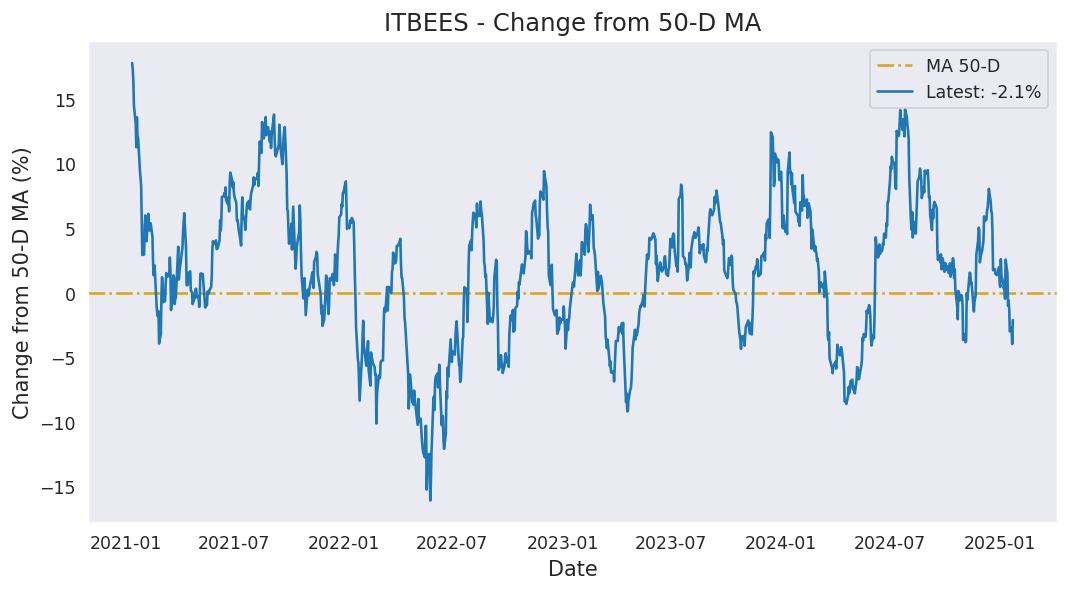 ITBEES - Change from 50-D MA
MA 50-D
Latest: -2.1%
Change from 50-D MA (%)
15
10
5
0
−5
−10
−15
2021-01 2021-07 2022-01 2022-07 2023-01 2023-07 2024-01 2024-07 2025-01
Date